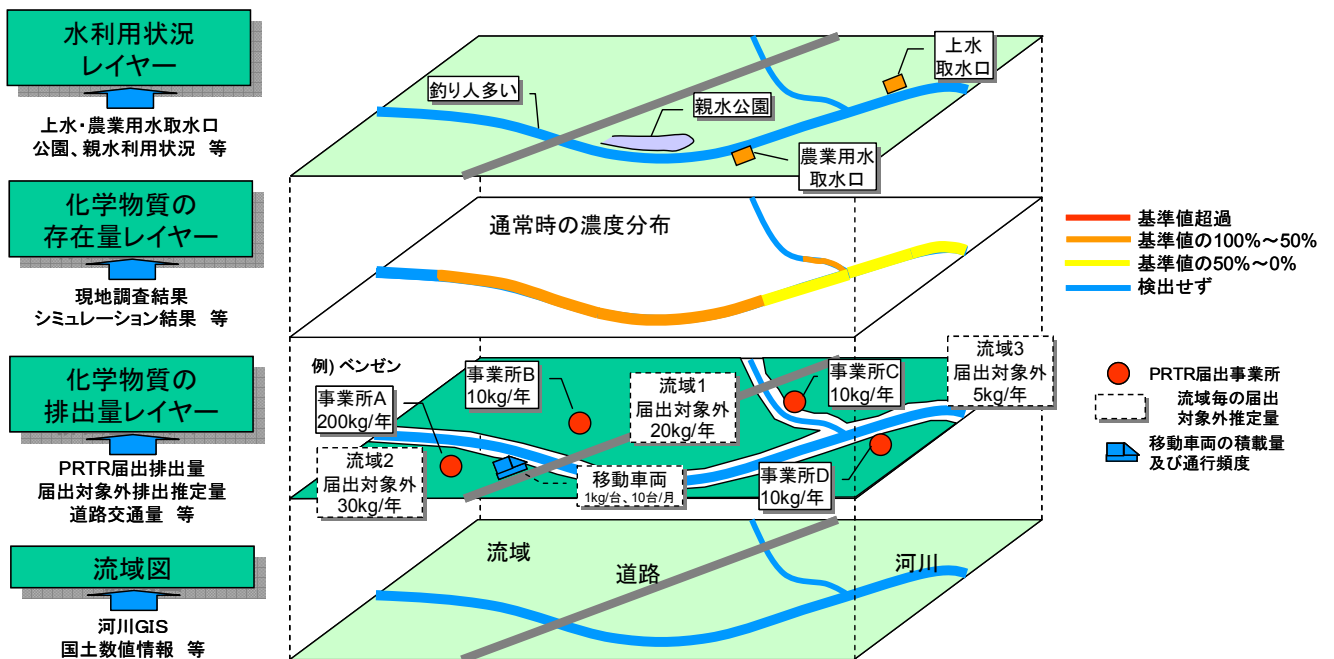 水利用状況
レイヤー
上水・農業用水取水口
公園、親水利用状況 等
釣り人多い
親水公園
上水
取水口
農業用水
取水口
化学物質の
存在量レイヤー
現地調査結果
シミュレーション結果 等
通常時の濃度分布
基準値超過
基準値の100%～50%
基準値の50%～0%
検出せず
化学物質の
排出量レイヤー
PRTR届出排出量
届出対象外排出推定量
道路交通量 等
例) ベンゼン
事業所A
200kg/年
事業所B
10kg/年
流域1
届出対象外
20kg/年
事業所C
10kg/年
流域3
届出対象外
5kg/年
流域2
届出対象外
30kg/年
移動車両
1kg/台、10台/月
事業所D
10kg/年
PRTR届出事業所
流域毎の届出
対象外推定量
移動車両の積載量
及び通行頻度
流域図
河川GIS
国土数値情報 等
流域
道路
河川